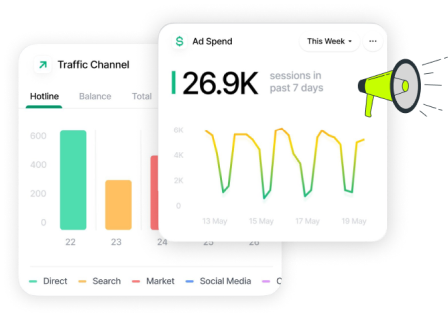 Traffic Channel
Hotline Balance Total
600
400
200
0
22 23 24 25 26
Direct Search Market Social Media
$ Ad Spend This Week
26.9K sessions in
past 7 days
6K
4K
2K
0
13 May 15 May 17 May 19 May